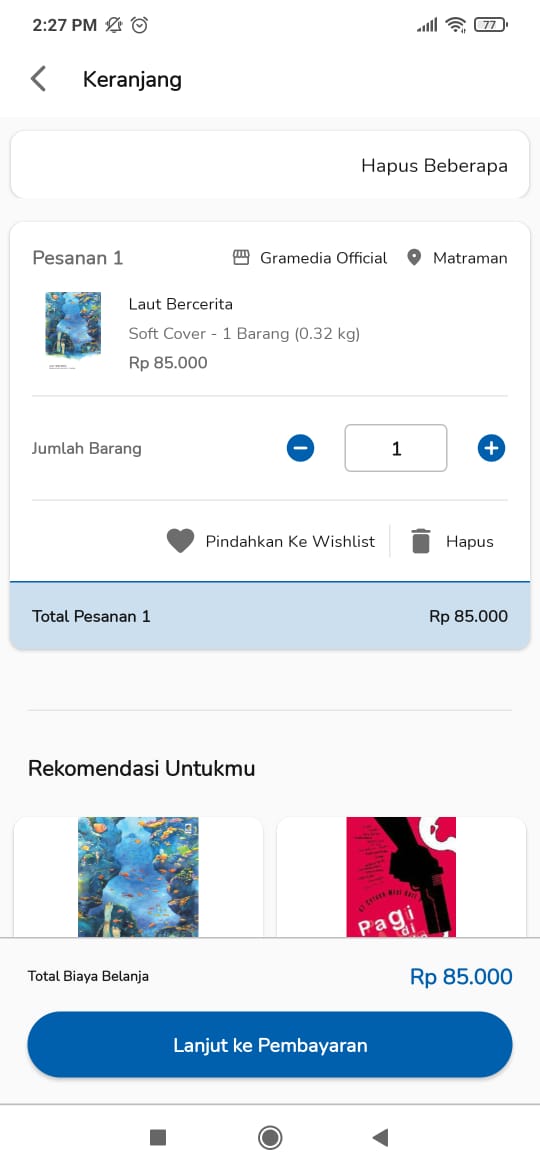 2:27 PM
77
Keranjang
Hapus Beberapa
Pesanan 1 Gramedia Official Matraman
Laut Bercerita
Soft Cover - 1 Barang (0.32 kg)
Rp 85.000
Jumlah Barang 1
Pindahkan Ke Wishlist Hapus
Total Pesanan 1 Rp 85.000
Rekomendasi Untukmu
Pagi
di
Total Biaya Belanja Rp 85.000
Lanjut ke Pembayaran